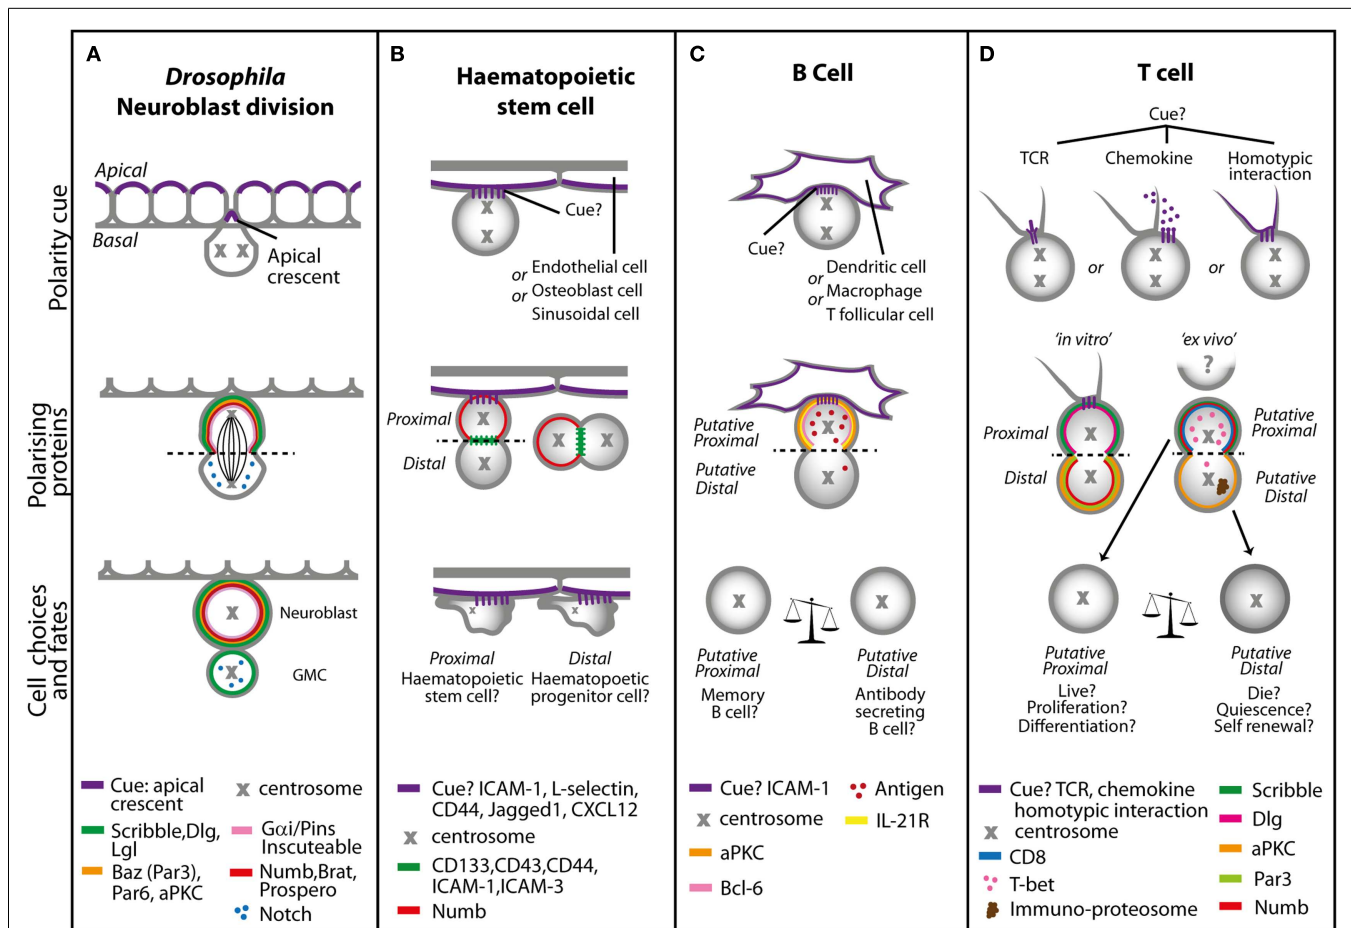 A
Drosophila
Neuroblast division
Apical
Basal
Apical
crescent
Neuroblast
GMC
Cue: apical
crescent
centrosome
Scribble,Dlg,
Lgl
Gαi/Pins
Inscuteable
Baz (Par3),
Par6, aPKC
Numb,Brat,
Prospero
Notch
B
Haematopoietic
stem cell
Cue?
or Endothelial cell
or Osteoblast cell
Sinusoidal cell
Proximal
Distal
Proximal
Haematopoietic
stem cell?
Distal
Haematopoetic
progenitor cell?
Cue? ICAM-1, L-selectin,
CD44, Jagged1, CXCL12
centrosome
CD133,CD43,CD44,
ICAM-1,ICAM-3
Numb
C
B Cell
Cue?
or Dendritic cell
or Macrophage
T follicular cell
Putative
Proximal
Putative
Distal
Putative
Proximal
Memory
B cell?
Putative
Distal
Antibody
secreting
B cell?
Cue? ICAM-1
Antigen
centrosome
IL-21R
aPKC
Bcl-6
D
T cell
Cue?
TCR
Chemokine
Homotypic
interaction
or
or
'in vitro'
'ex vivo'
?
Proximal
Distal
Putative
Proximal
Putative
Distal
Putative
Proximal
Live?
Proliferation?
Differentiation?
Putative
Distal
Die?
Quiescence?
Self renewal?
Cue? TCR, chemokine
homotypic interaction
centrosome
CD8
T-bet
Immuno-proteosome
Scribble
Dlg
aPKC
Par3
Numb
Polarity cue
Polarising
proteins
Cell choices
and fates